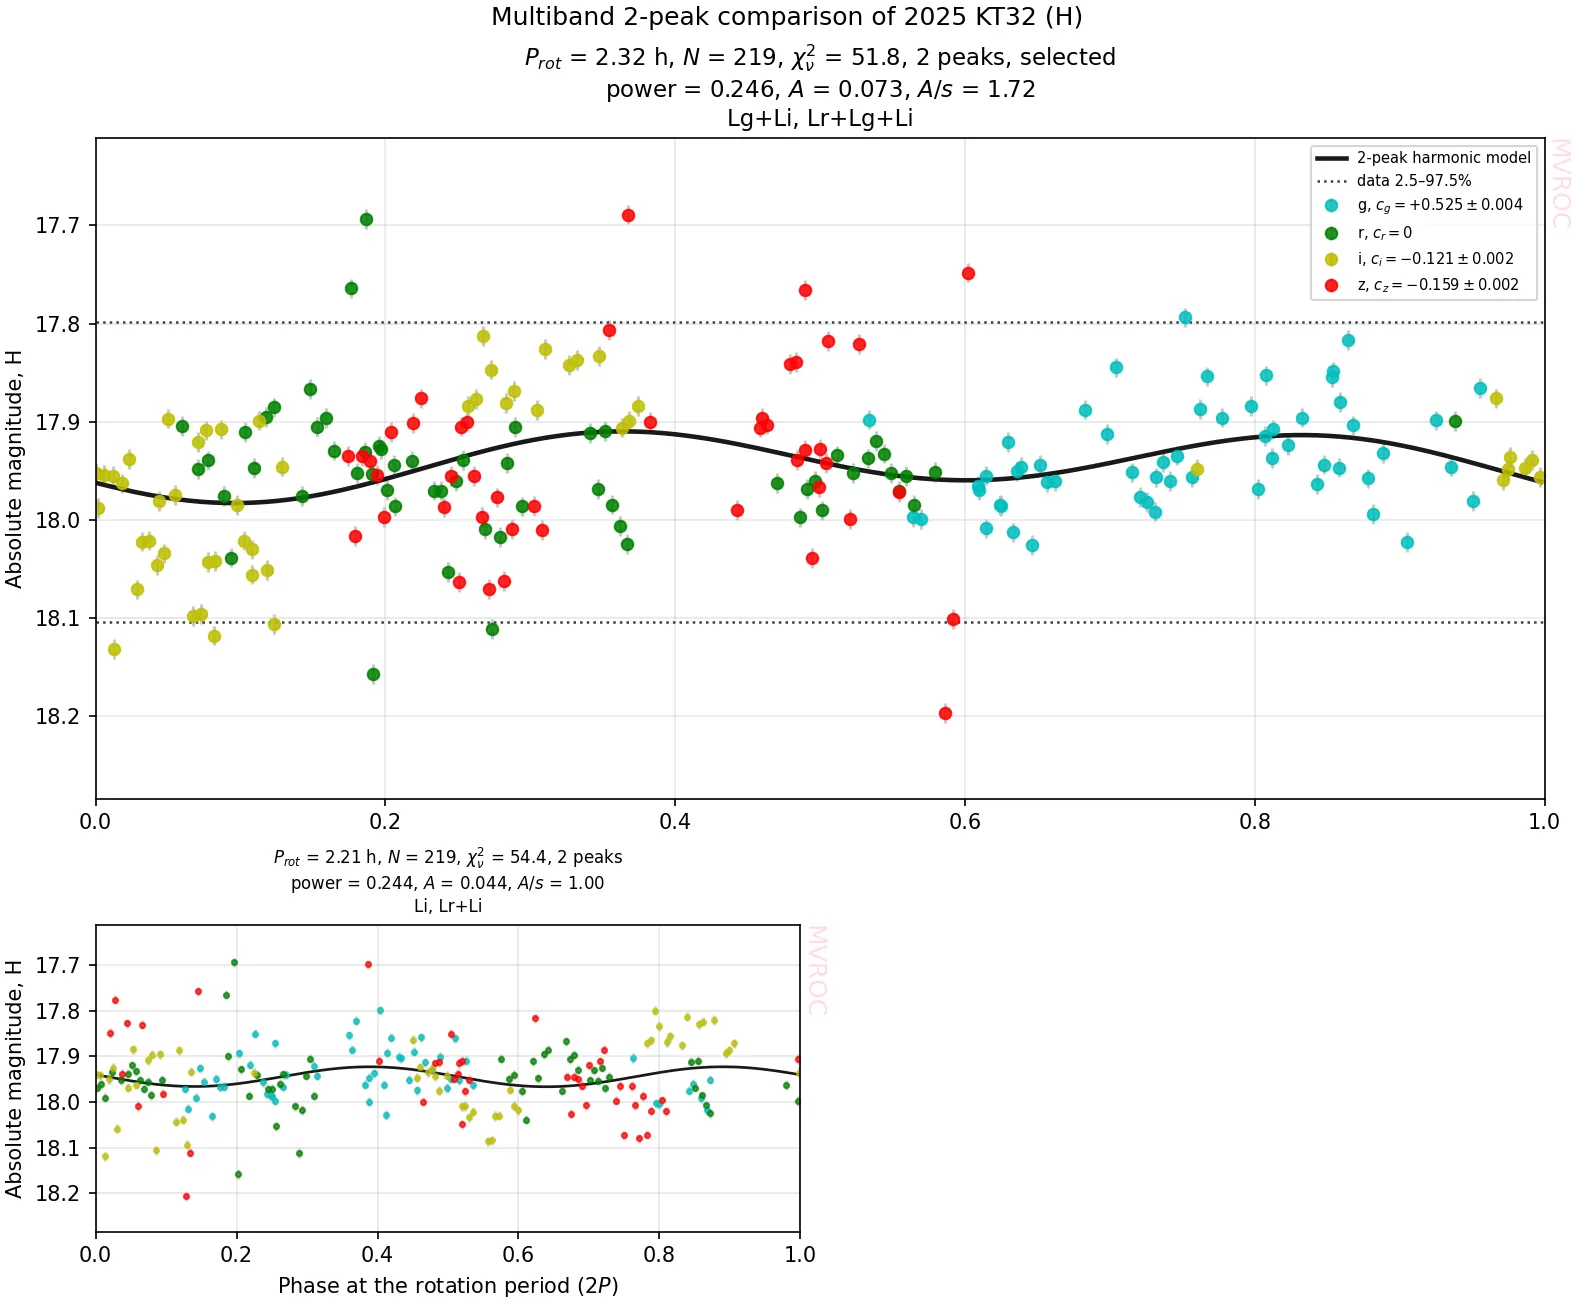 Multiband 2-peak comparison of 2025 KT32 (H)
P_rot = 2.32 h, N = 219, χ²_ν = 51.8, 2 peaks, selected
power = 0.246, A = 0.073, A/s = 1.72
Lg+Li, Lr+Lg+Li
2-peak harmonic model
data 2.5–97.5%
g, c_g = +0.525 ± 0.004
r, c_r = 0
i, c_i = −0.121 ± 0.002
z, c_z = −0.159 ± 0.002
MVROC
Absolute magnitude, H
17.7
17.8
17.9
18.0
18.1
18.2
0.0 0.2 0.4 0.6 0.8 1.0
P_rot = 2.21 h, N = 219, χ²_ν = 54.4, 2 peaks
power = 0.244, A = 0.044, A/s = 1.00
Li, Lr+Li
MVROC
Absolute magnitude, H
17.7
17.8
17.9
18.0
18.1
18.2
0.0 0.2 0.4 0.6 0.8 1.0
Phase at the rotation period (2P)